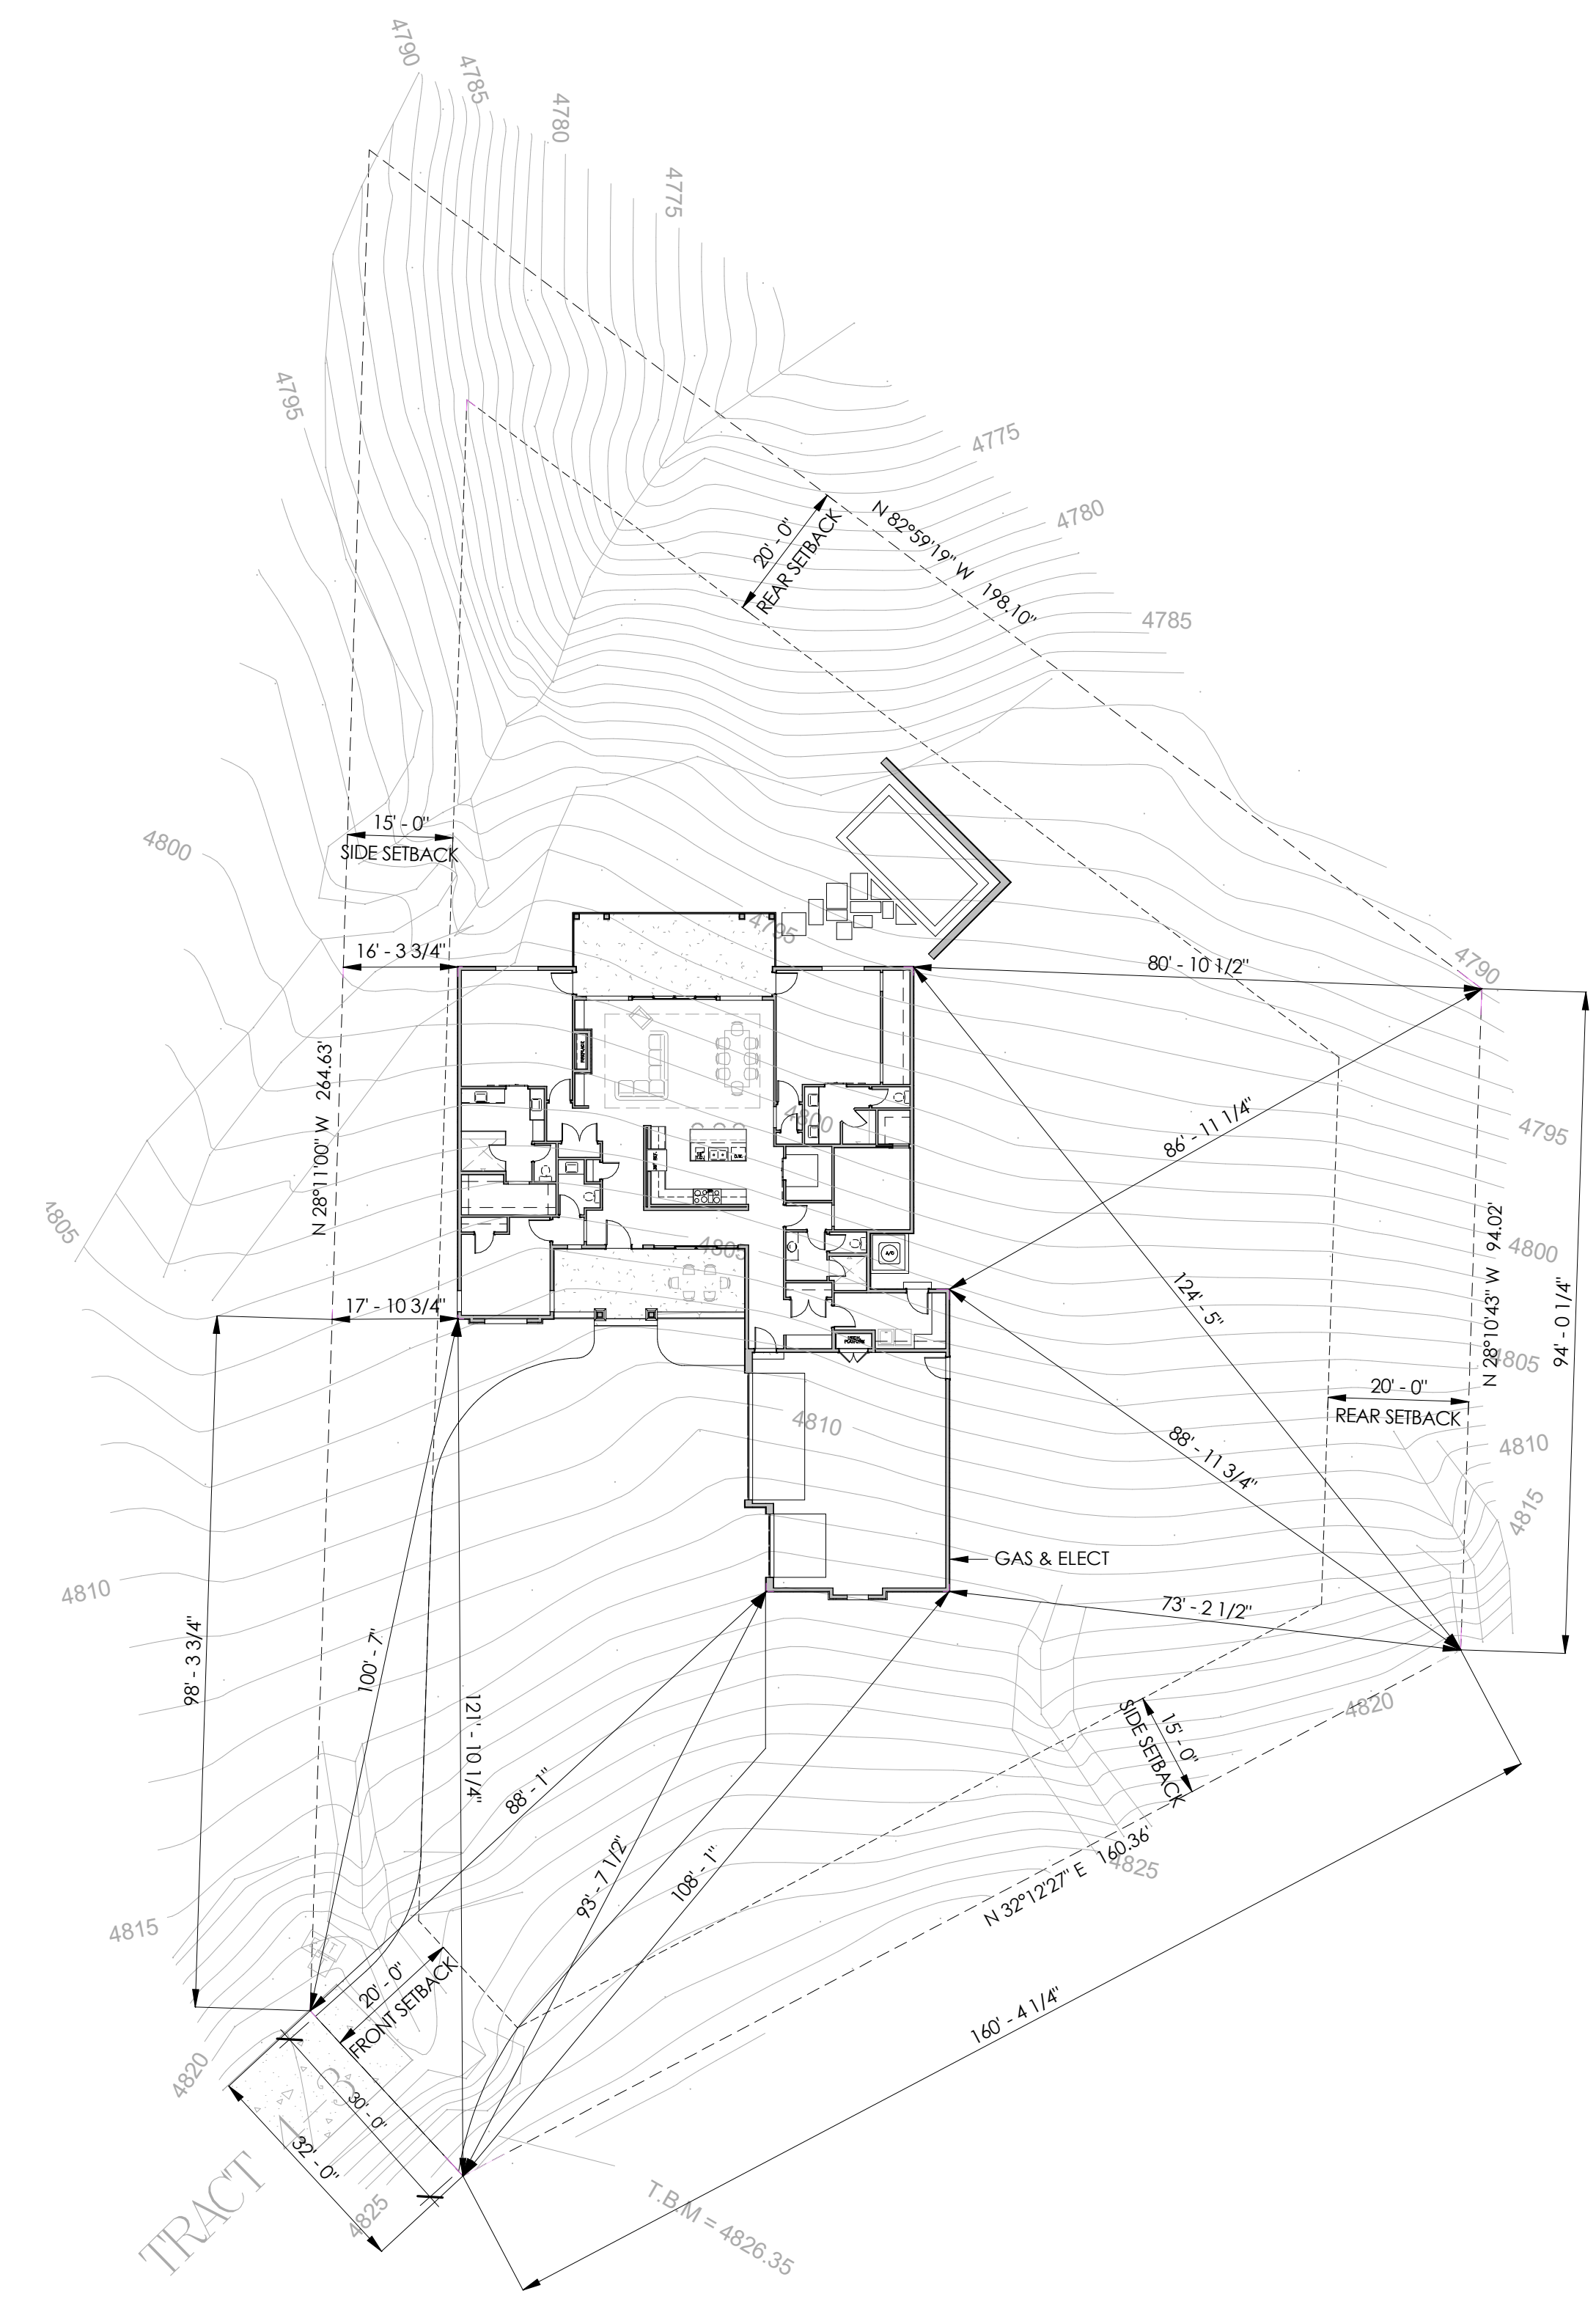 4790
4785
4780
4775
4795
4775
4780
20' - 0"
REAR SETBACK
N 82°59'19" W 198.10"
4785
15' - 0"
SIDE SETBACK
4800
4795
16' - 3 3/4"
80' - 10 1/2"
4790
N 28°11'00" W 264.63'
FIREPLACE
4800
86' - 11 1/4"
4795
4805
4805
A/C
4800
N 28°10'43" W 94.02'
94' - 0 1/4"
17' - 10 3/4"
124' - 5"
4805
20' - 0"
REAR SETBACK
4810
88' - 11 3/4"
4810
4815
GAS & ELECT
4810
98' - 3 3/4"
100' - 7"
121' - 10 1/4"
73' - 2 1/2"
SIDE SETBACK
15' - 0"
4820
88' - 1"
93' - 7 1/2"
108' - 1"
N 32°12'27" E 160.36'
4825
4815
20' - 0"
FRONT SETBACK
160' - 4 1/4"
4820
30' - 0"
32' - 0"
TRACT 1 3
4825
T.B.M = 4826.35